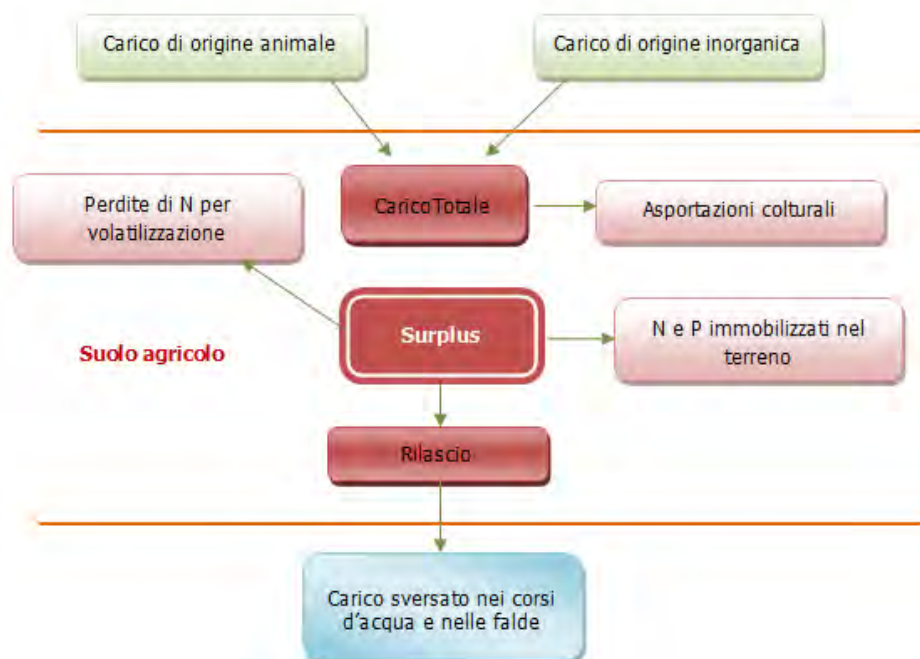 Carico di origine animale
Carico di origine inorganica
Perdite di N per
volatilizzazione
CaricoTotale
Asportazioni colturali
Surplus
N e P immobilizzati nel
terreno
Suolo agricolo
Rilascio
Carico sversato nei corsi
d'acqua e nelle falde